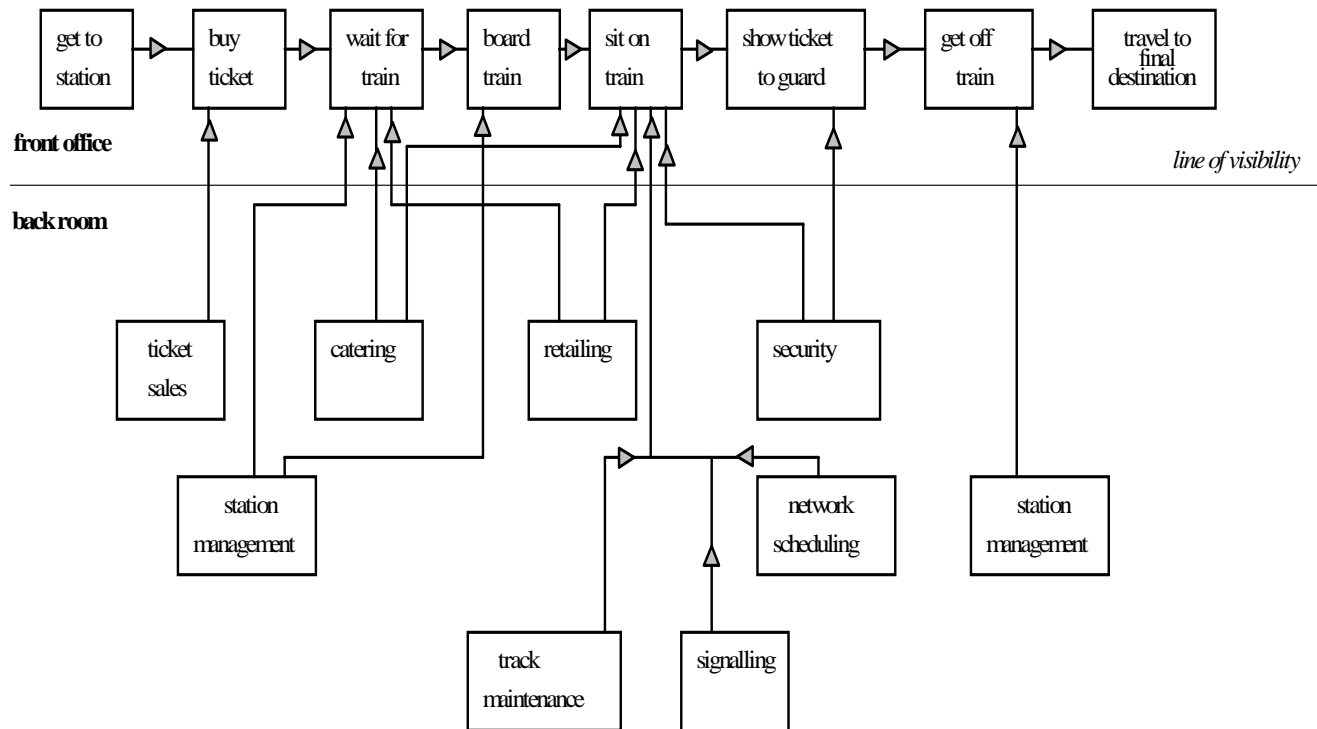 get to
station
buy
ticket
wait for
train
board
train
sit on
train
show ticket
to guard
get off
train
travel to
final
destination
front office
line of visibility
back room
ticket
sales
catering
retailing
security
station
management
network
scheduling
station
management
track
maintenance
signalling